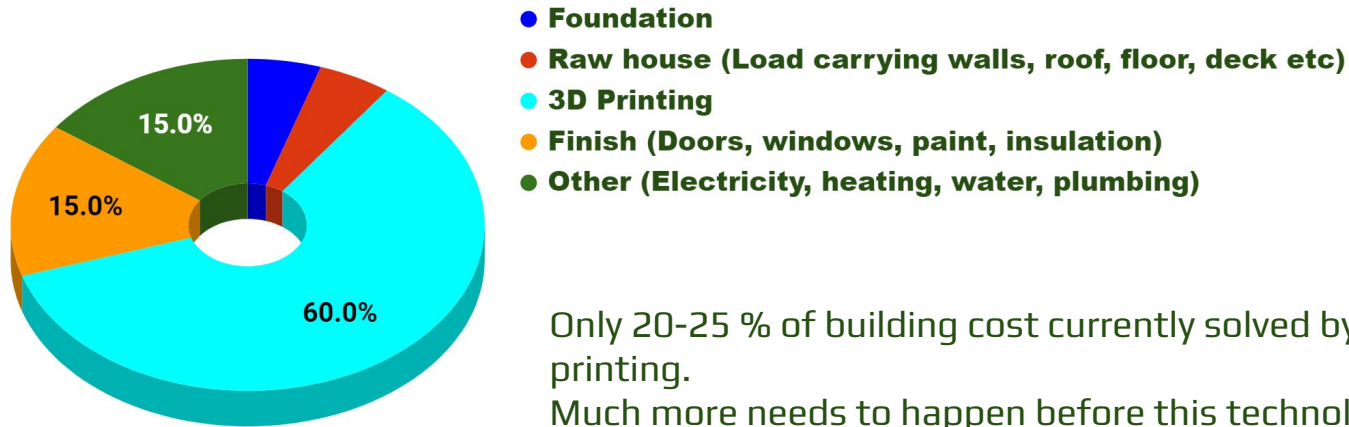 Foundation
Raw house (Load carrying walls, roof, floor, deck etc)
3D Printing
Finish (Doors, windows, paint, insulation)
Other (Electricity, heating, water, plumbing)
15.0%
15.0%
60.0%
Only 20-25 % of building cost currently solved by
printing.
Much more needs to happen before this